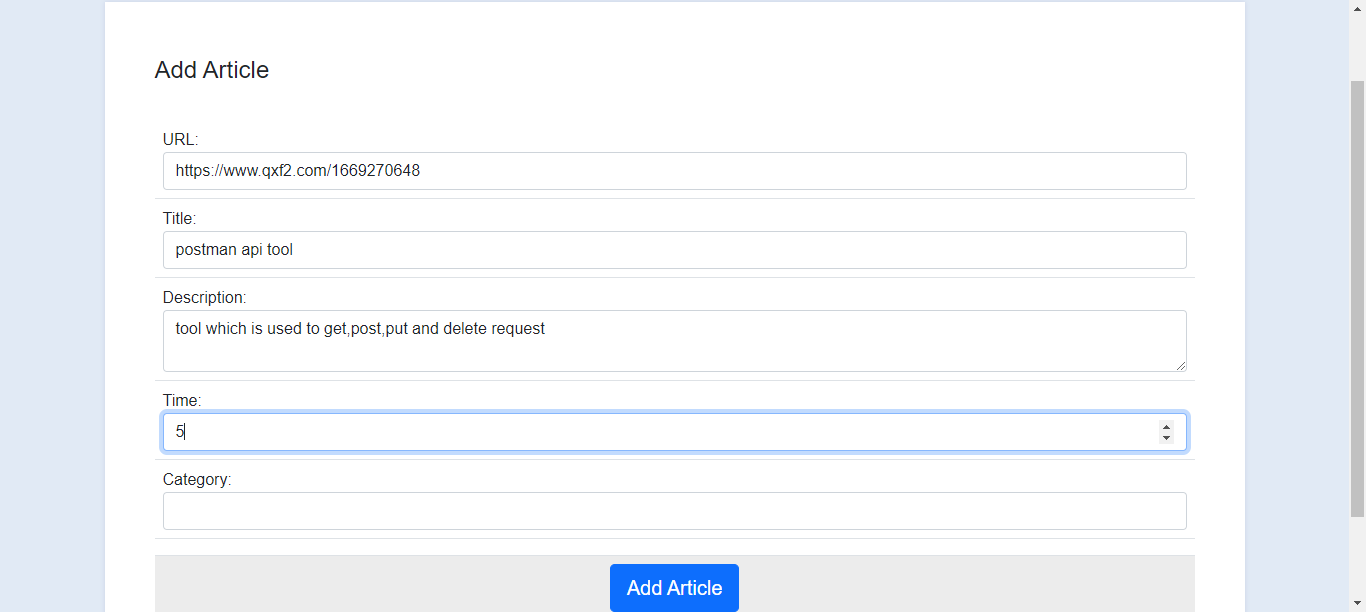 Add Article
URL:
https://www.qxf2.com/1669270648
Title:
postman api tool
Description:
tool which is used to get,post,put and delete request
Time:
5
Category:
Add Article